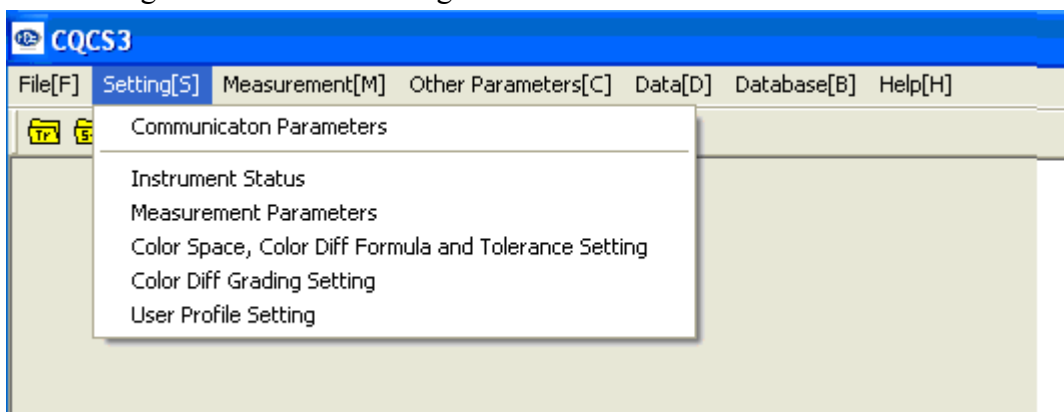 CQCS3
File[F] Setting[S] Measurement[M] Other Parameters[C] Data[D] Database[B] Help[H]
Tr S
Communicaton Parameters
Instrument Status
Measurement Parameters
Color Space, Color Diff Formula and Tolerance Setting
Color Diff Grading Setting
User Profile Setting